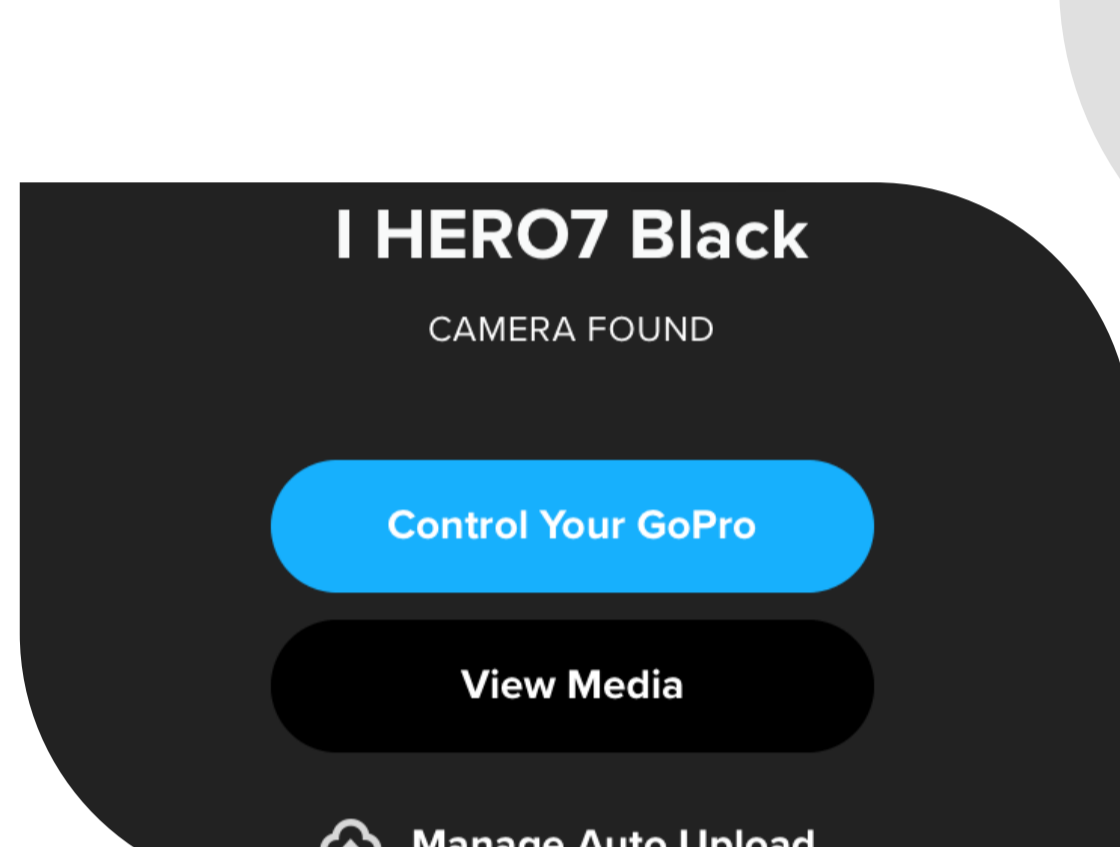 I HERO7 Black
CAMERA FOUND
Control Your GoPro
View Media
Manage Auto Upload